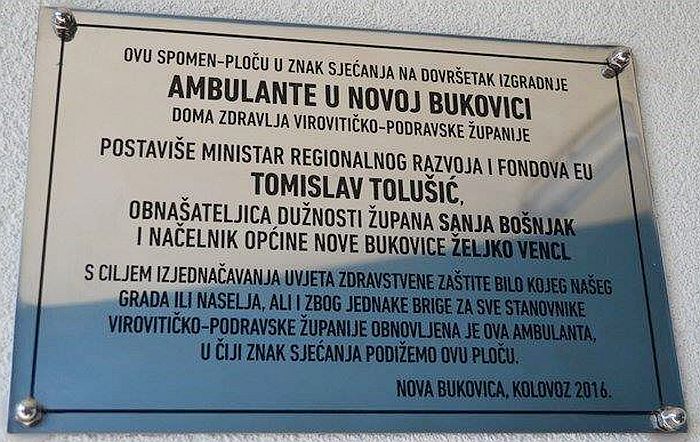 OVU SPOMEN-PLOČU U ZNAK SJEĆANJA NA DOVRŠETAK IZGRADNJE
AMBULANTE U NOVOJ BUKOVICI
DOMA ZDRAVLJA VIROVITIČKO-PODRAVSKE ŽUPANIJE
POSTAVIŠE MINISTAR REGIONALNOG RAZVOJA I FONDOVA EU
TOMISLAV TOLUŠIĆ,
OBNAŠATELJICA DUŽNOSTI ŽUPANA SANJA BOŠNJAK
I NAČELNIK OPĆINE NOVE BUKOVICE ŽELJKO VENCL
S CILJEM IZJEDNAČAVANJA UVJETA ZDRAVSTVENE ZAŠTITE BILO KOJEG NAŠEG
GRADA ILI NASELJA, ALI I ZBOG JEDNAKE BRIGE ZA SVE STANOVNIKE
VIROVITIČKO-PODRAVSKE ŽUPANIJE OBNOVLJENA JE OVA AMBULANTA,
U ČIJI ZNAK SJEĆANJA PODIŽEMO OVU PLOČU.
NOVA BUKOVICA, KOLOVOZ 2016.